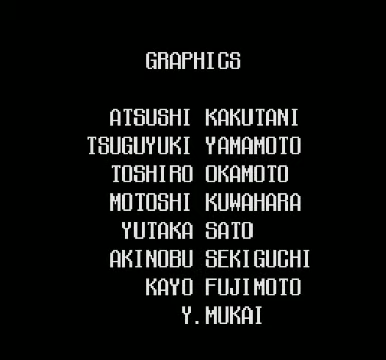 GRAPHICS
ATSUSHI KAKUTANI
TSUGUYUKI YAMAMOTO
TOSHIRO OKAMOTO
MOTOSHI KUWAHARA
YUTAKA SATO
AKINOBU SEKIGUCHI
KAYO FUJIMOTO
Y.MUKAI